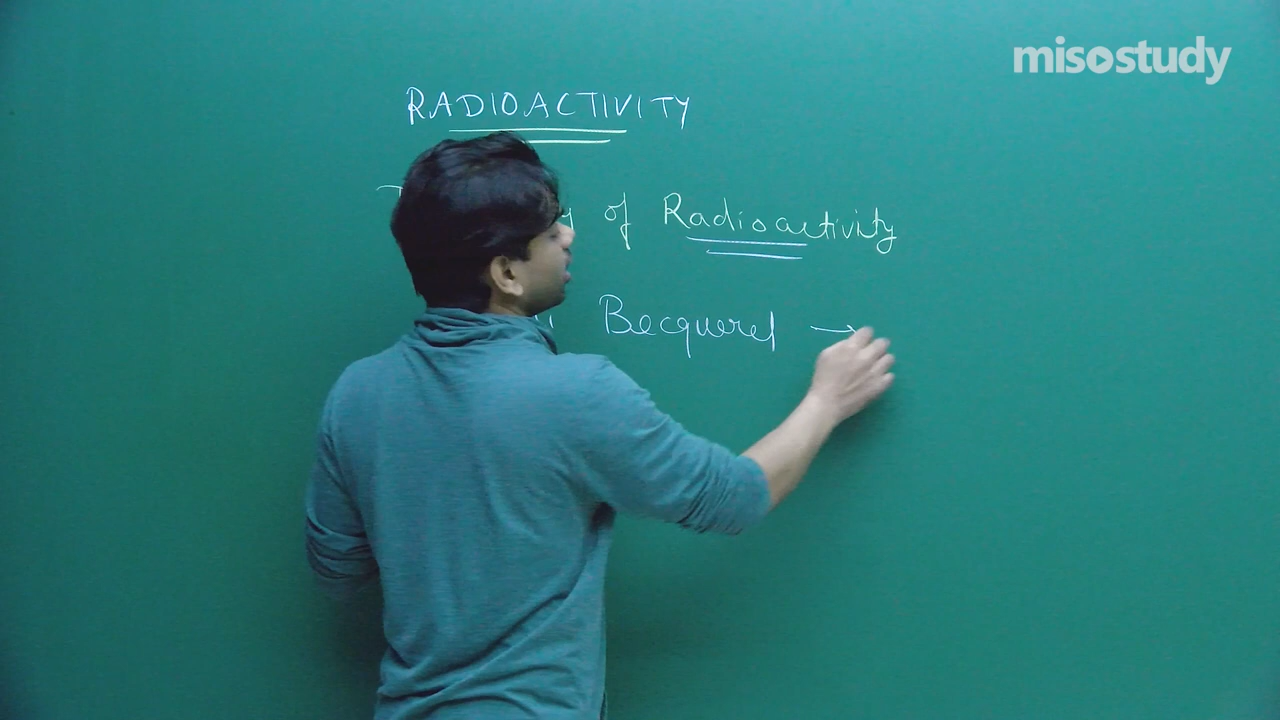 misostudy
RADIOACTIVITY
of Radioactivity
Becquerel →